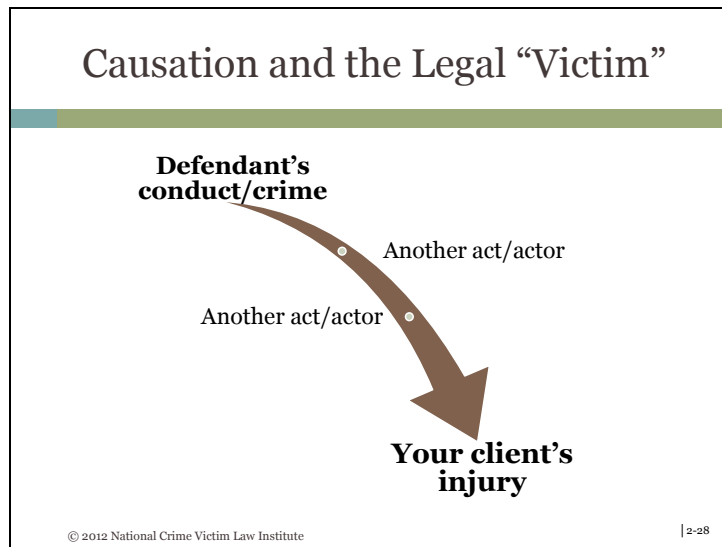 Causation and the Legal “Victim”
Defendant’s
conduct/crime
Another act/actor
Another act/actor
Your client’s
injury
© 2012 National Crime Victim Law Institute
|2-28